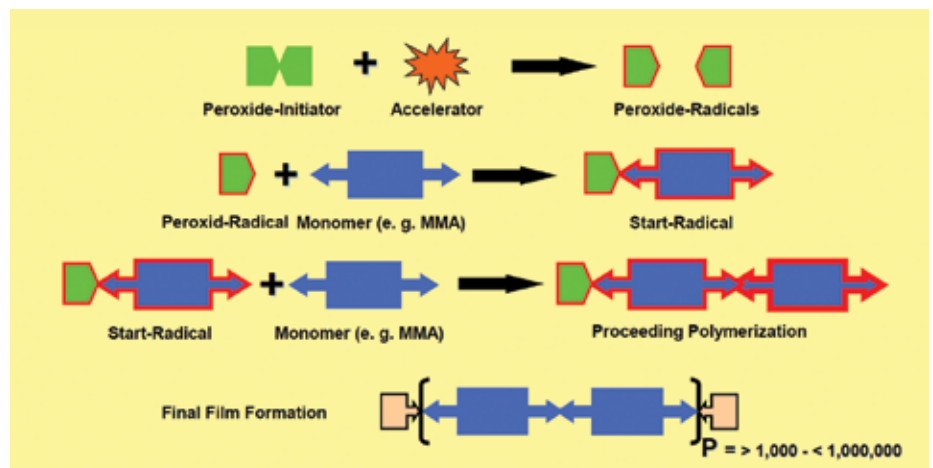 +
Peroxide-Initiator Accelerator Peroxide-Radicals
+
Peroxid-Radical Monomer (e. g. MMA) Start-Radical
+
Start-Radical Monomer (e. g. MMA) Proceeding Polymerization
Final Film Formation
P = > 1,000 - < 1,000,000